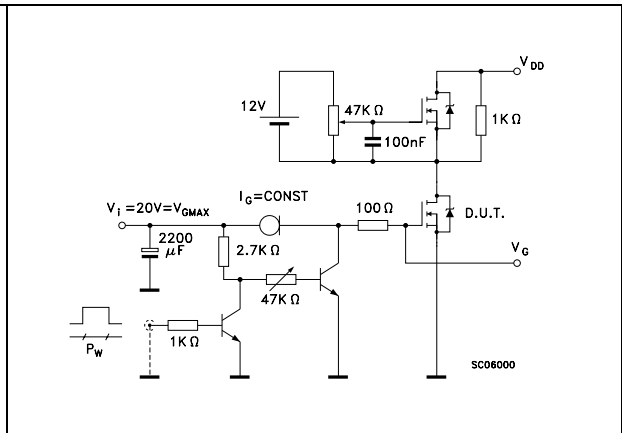 V_DD
12V
47K Ω
1K Ω
100nF
I_G=CONST
V_i=20V=V_GMAX
100 Ω
D.U.T.
2200
μF
2.7K Ω
V_G
47K Ω
1K Ω
P_W
SC06000